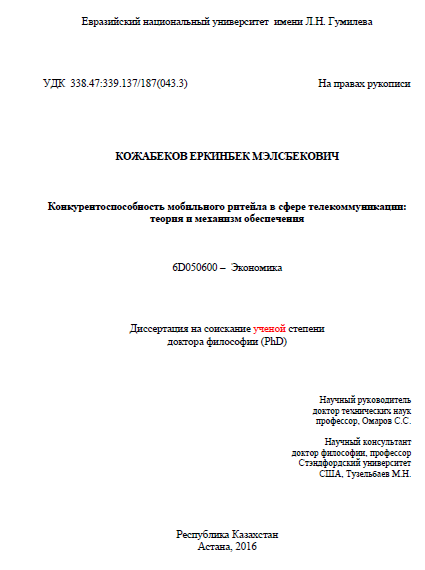 Евразийский национальный университет имени Л.Н. Гумилева
УДК 338.47:339.137/187(043.3) На правах рукописи
КОЖАБЕКОВ ЕРКИНБЕК МЭЛСБЕКОВИЧ
Конкурентоспособность мобильного ритейла в сфере телекоммуникации:
теория и механизм обеспечения
6D050600 – Экономика
Диссертация на соискание ученой степени
доктора философии (PhD)
Научный руководитель
доктор технических наук
профессор, Омаров С.С.
Научный консультант
доктор философии, профессор
Стэндфордский университет
США, Тузельбаев М.Н.
Республика Казахстан
Астана, 2016